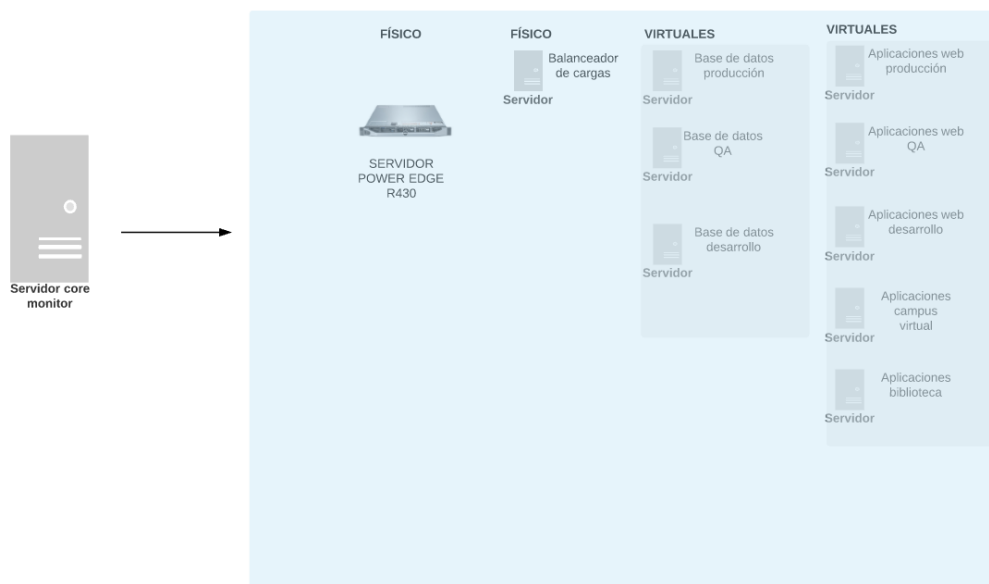 FÍSICO
SERVIDOR
POWER EDGE
R430
FÍSICO
Balanceador
de cargas
Servidor
VIRTUALES
Base de datos
producción
Servidor
Base de datos
QA
Servidor
Base de datos
desarrollo
Servidor
VIRTUALES
Aplicaciones web
producción
Servidor
Aplicaciones web
QA
Servidor
Aplicaciones web
desarrollo
Servidor
Aplicaciones
campus
virtual
Servidor
Aplicaciones
biblioteca
Servidor
Servidor core
monitor